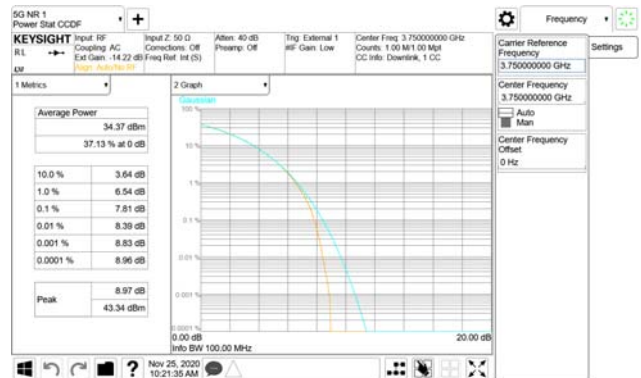 5G NR 1
Power Stat CCDF
Frequency
KEYSIGHT
RL
Input: RF
Coupling: AC
Ext Gain: -14.22 dB
Align: Auto/No RF
Input Z: 50 Ω
Corrections: Off
Freq Ref: Int (S)
Atten: 40 dB
Preamp: Off
Trig: External 1
#IF Gain: Low
Center Freq: 3.750000000 GHz
Counts: 1.00 M/1.00 Mpt
CC Info: Downlink, 1 CC
Carrier Reference
Frequency
3.750000000 GHz
Settings
Center Frequency
3.750000000 GHz
Auto
Man
Center Frequency
Offset
0 Hz
1 Metrics
Average Power
34.37 dBm
37.13 % at 0 dB
10.0 % 3.64 dB
1.0 % 6.54 dB
0.1 % 7.81 dB
0.01 % 8.39 dB
0.001 % 8.83 dB
0.0001 % 8.96 dB
Peak
8.97 dB
43.34 dBm
2 Graph
Gaussian
100 %
10 %
1 %
0.1 %
0.01 %
0.001 %
0.0001 %
0.00 dB
20.00 dB
Info BW 100.00 MHz
?
Nov 25, 2020
10:21:35 AM